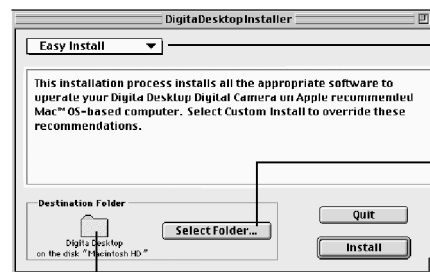 DigitaDesktopInstaller
Easy Install
This installation process installs all the appropriate software to
operate your Digita Desktop Digital Camera on Apple recommended
Mac™ OS-based computer. Select Custom Install to override these
recommendations.
Destination Folder
Digita Desktop
on the disk "Macintosh HD"
Select Folder...
Quit
Install